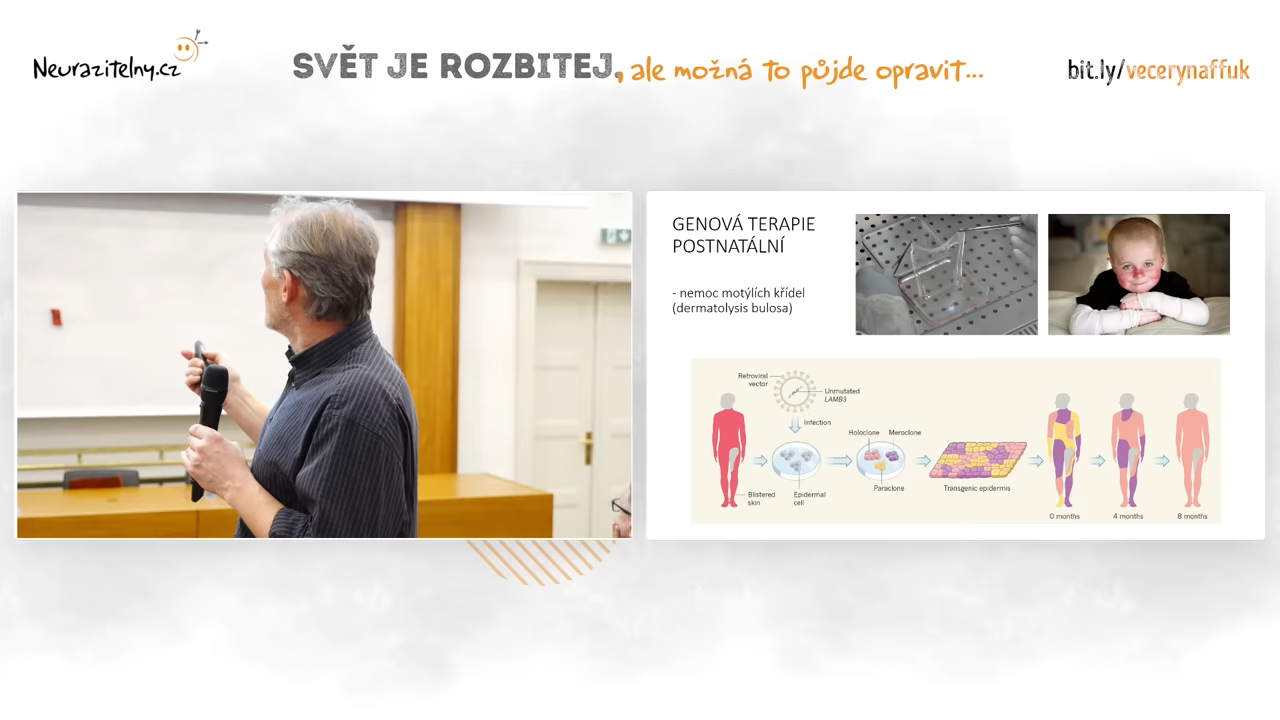 Neurazitelny.cz
SVĚT JE ROZBITEJ, ale možná to půjde opravit...
bit.ly/vecerynaffuk
GENOVÁ TERAPIE
POSTNATÁLNÍ
- nemoc motýlích křídel
(dermatolysis bulosa)
Retroviral
vector
Unmutated
LAMB3
Infection
Holoclone
Meroclone
Blistered
skin
Epidermal
cell
Paraclone
Transgenic epidermis
0 months
4 months
8 months